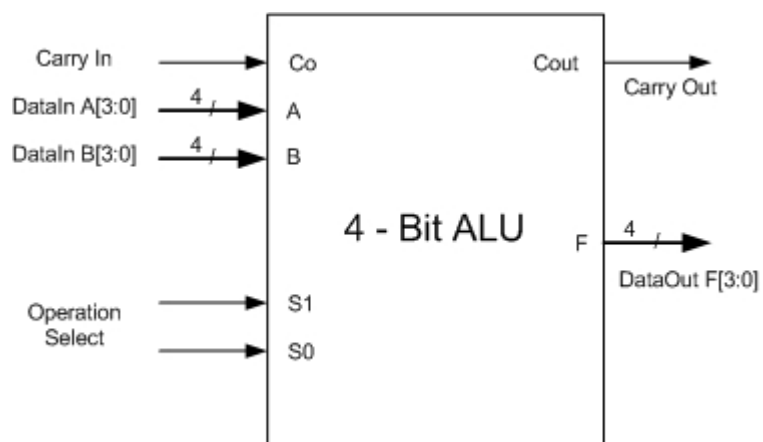 Carry In
Co
Cout
Carry Out
DataIn A[3:0]
4
A
DataIn B[3:0]
4
B
4 - Bit ALU
4
F
DataOut F[3:0]
Operation
Select
S1
S0